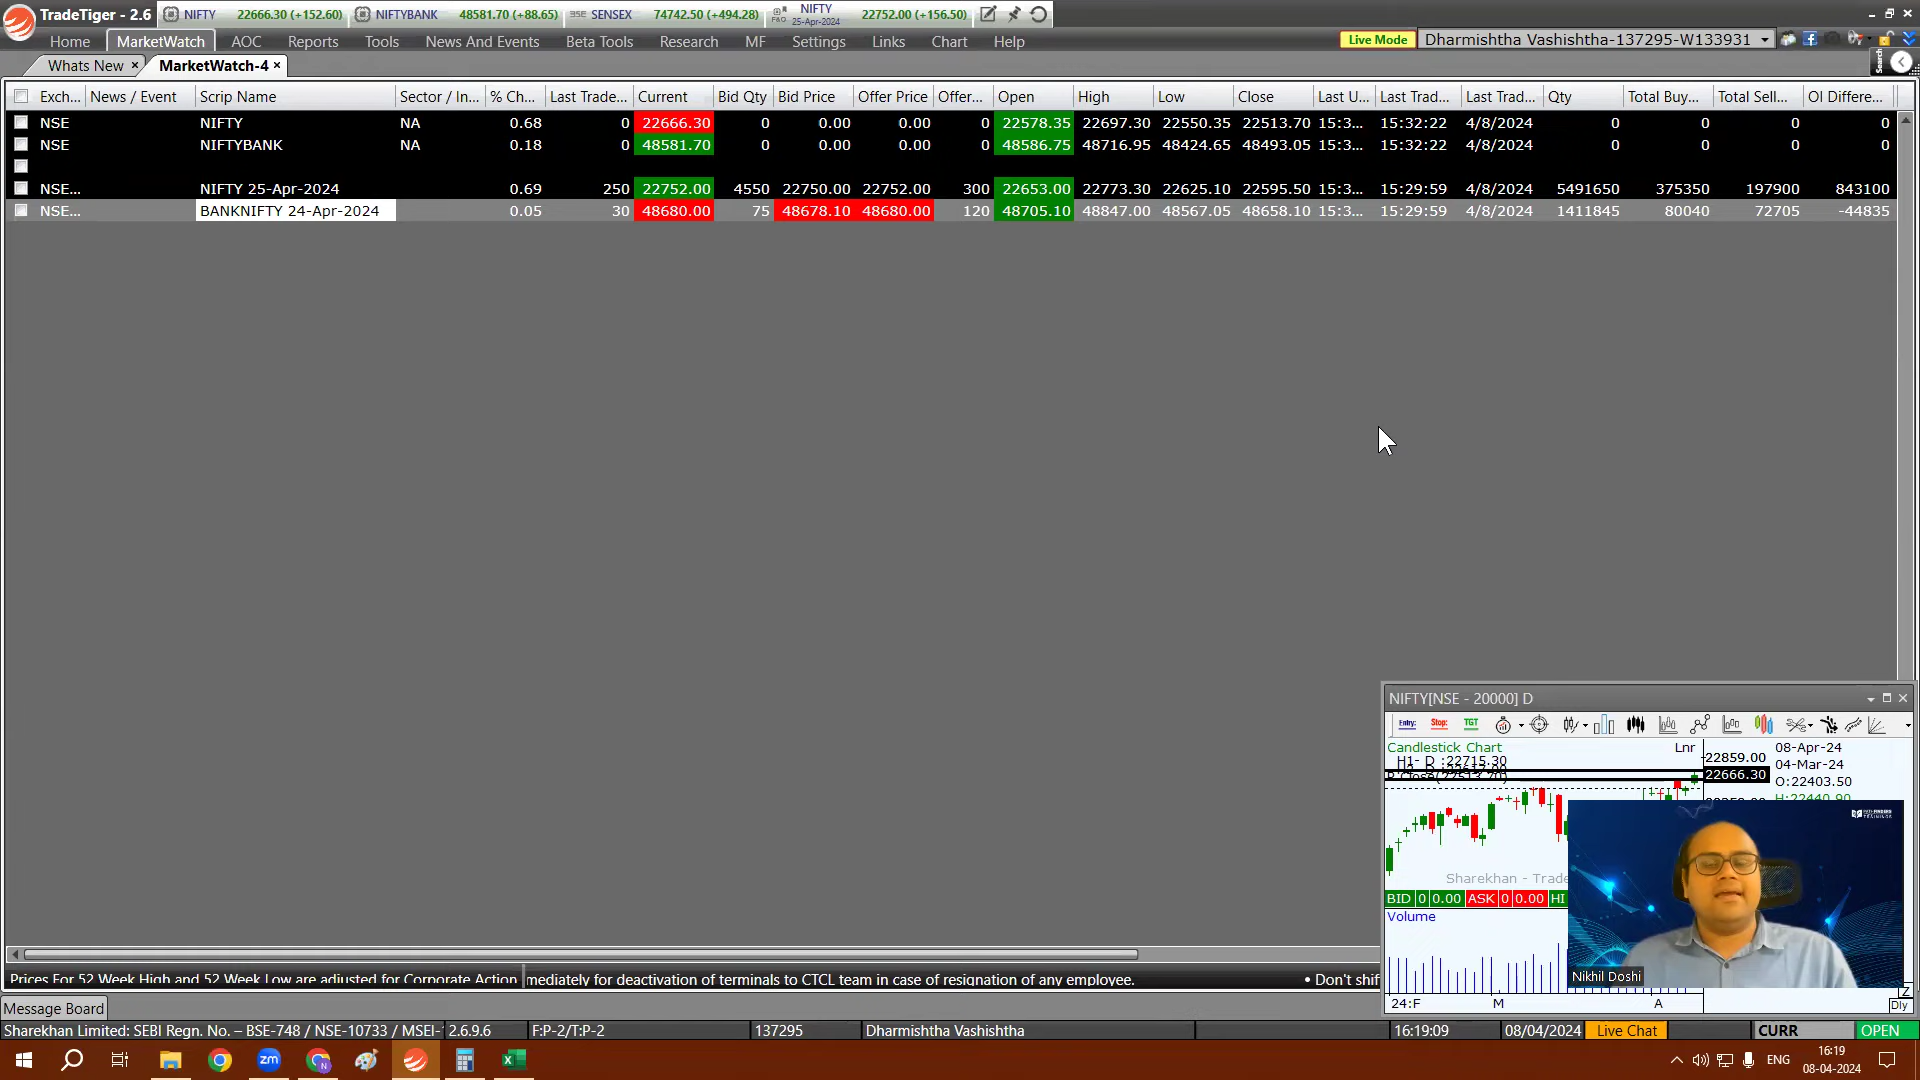 TradeTiger - 2.6 NIFTY 22666.30 (+152.60) NIFTYBANK 48581.70 (+88.65) BSE SENSEX 74742.50 (+494.28) F&O NIFTY 25-Apr-2024 22752.00 (+156.50)
Home MarketWatch AOC Reports Tools News And Events Beta Tools Research MF Settings Links Chart Help Live Mode Dharmishtha Vashishtha-137295-W133931
Whats New × MarketWatch-4 × Search
Exch... News / Event Scrip Name Sector / In... % Ch... Last Trade... Current Bid Qty Bid Price Offer Price Offer... Open High Low Close Last U... Last Trad... Last Trad... Qty Total Buy... Total Sell... OI Differe...
NSE NIFTY NA 0.68 0 22666.30 0 0.00 0.00 0 22578.35 22697.30 22550.35 22513.70 15:3... 15:32:22 4/8/2024 0 0 0 0
NSE NIFTYBANK NA 0.18 0 48581.70 0 0.00 0.00 0 48586.75 48716.95 48424.65 48493.05 15:3... 15:32:22 4/8/2024 0 0 0 0
NSE... NIFTY 25-Apr-2024 0.69 250 22752.00 4550 22750.00 22752.00 300 22653.00 22773.30 22625.10 22595.50 15:3... 15:29:59 4/8/2024 5491650 375350 197900 843100
NSE... BANKNIFTY 24-Apr-2024 0.05 30 48680.00 75 48678.10 48680.00 120 48705.10 48847.00 48567.05 48658.10 15:3... 15:29:59 4/8/2024 1411845 80040 72705 -44835
NIFTY[NSE - 20000] D
Entry: Stop: TGT
Candlestick Chart Lnr 22859.00 08-Apr-24
H1- D :22715.30 04-Mar-24
22666.30 O:22403.50
H:22440.90
Sharekhan - Trade
BID 0 0.00 ASK 0 0.00 HI
Volume
Nikhil Doshi
24:F M A Z
Dly
Prices For 52 Week High and 52 Week Low are adjusted for Corporate Action mediately for deactivation of terminals to CTCL team in case of resignation of any employee. • Don't shif
Message Board
Sharekhan Limited: SEBI Regn. No. – BSE-748 / NSE-10733 / MSEI- 2.6.9.6 F:P-2/T:P-2 137295 Dharmishtha Vashishtha 16:19:09 08/04/2024 Live Chat CURR OPEN
zm ENG 16:19
08-04-2024